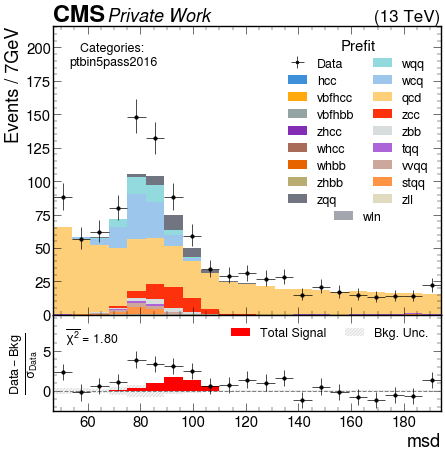 CMS Private Work (13 TeV)
Events / 7GeV
200
175
150
125
100
75
50
25
0
Categories:
ptbin5pass2016
Prefit
Data
hcc
vbfhcc
vbfhbb
zhcc
whcc
whbb
zhbb
zqq
wqq
wcq
qcd
zcc
zbb
tqq
vvqq
stqq
zll
wln
Data−Bkg
σData
5
0
χ² = 1.80
Total Signal
Bkg. Unc.
60 80 100 120 140 160 180
msd